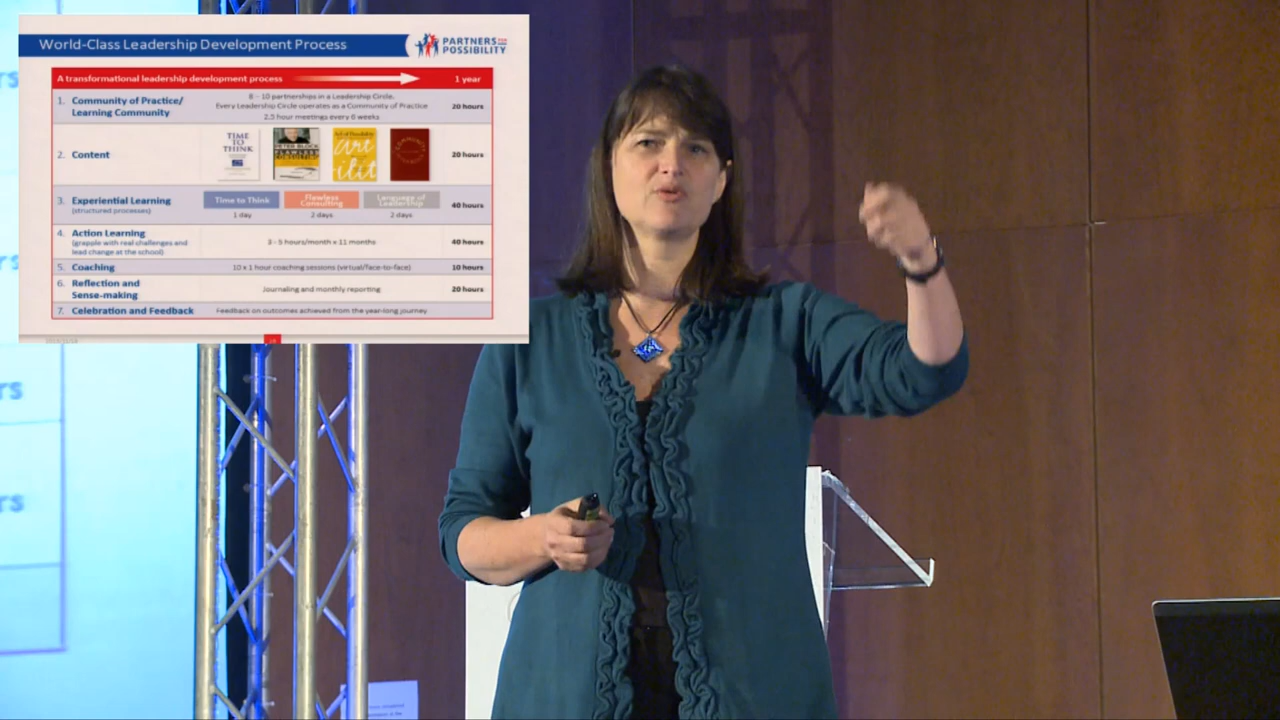 World-Class Leadership Development Process
PARTNERS FOR
POSSIBILITY
A transformational leadership development process
1 year
1. Community of Practice/
Learning Community
8 – 10 partnerships in a Leadership Circle.
Every Leadership Circle operates as a Community of Practice
2.5 hour meetings every 6 weeks
20 hours
2. Content
TIME
TO
THINK
PETER BLOCK
FLAWLESS
CONSULTING
20 hours
3. Experiential Learning
(structured processes)
Time to Think
Flawless
Consulting
Language of
Leadership
1 day
2 days
2 days
40 hours
4. Action Learning
(grapple with real challenges and
lead change at the school)
3 - 5 hours/month x 11 months
40 hours
5. Coaching
10 x 1 hour coaching sessions (virtual/face-to-face)
10 hours
6. Reflection and
Sense-making
Journaling and monthly reporting
20 hours
7. Celebration and Feedback
Feedback on outcomes achieved from the year-long journey
rs
rs